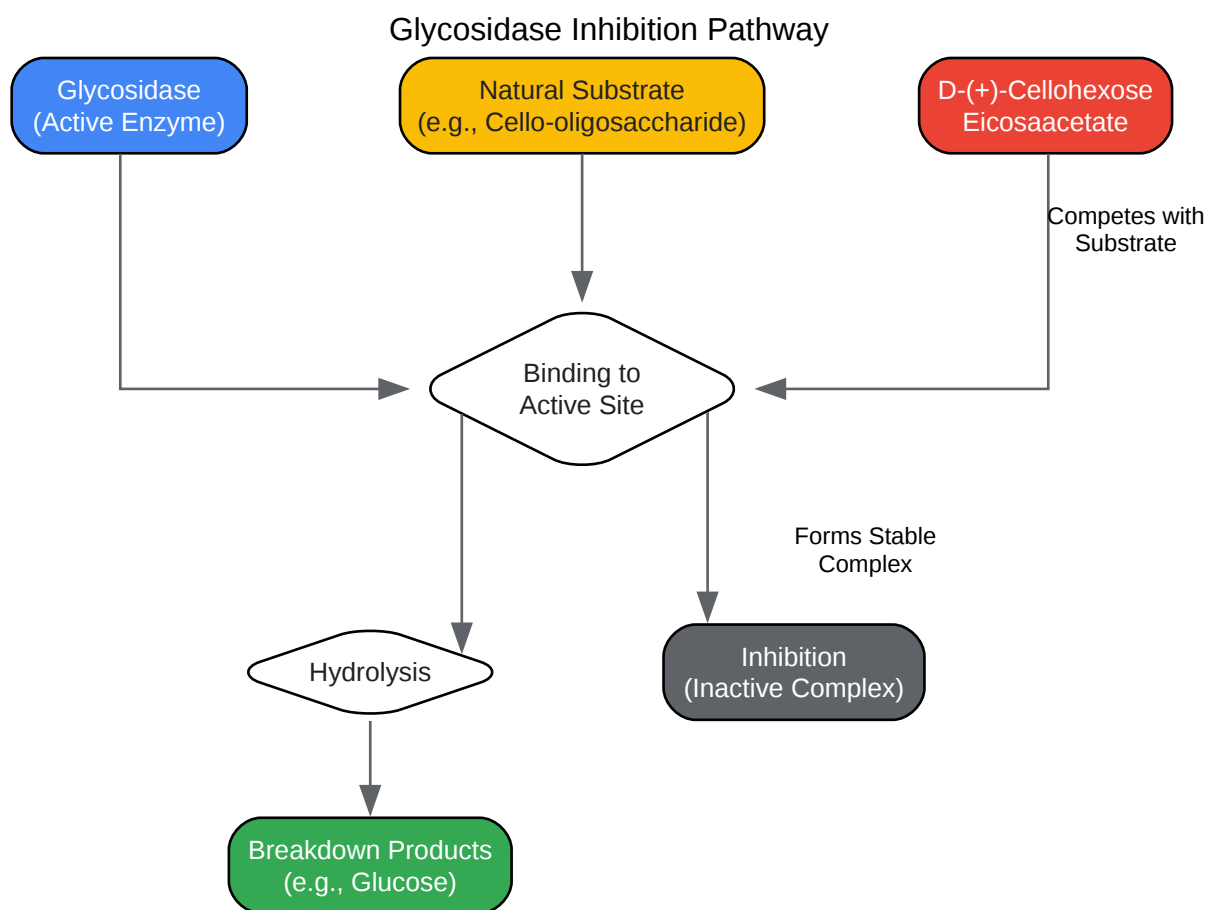 Glycosidase Inhibition Pathway
Glycosidase
(Active Enzyme)
Natural Substrate
(e.g., Cello-oligosaccharide)
D-(+)-Cellohexose
Eicosaacetate
Competes with
Substrate
Binding to
Active Site
Forms Stable
Complex
Hydrolysis
Inhibition
(Inactive Complex)
Breakdown Products
(e.g., Glucose)